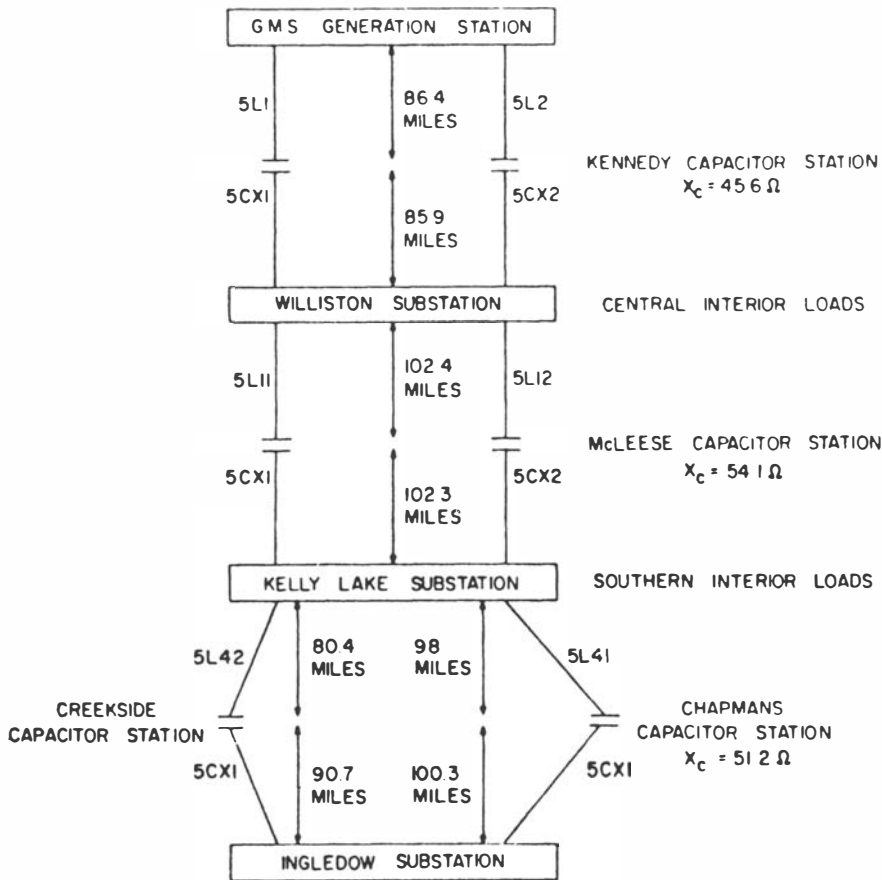 GMS GENERATION STATION
5L1
86 4
MILES
5L2
KENNEDY CAPACITOR STATION
Xc = 45 6 Ω
5CX1
85 9
MILES
5CX2
WILLISTON SUBSTATION
CENTRAL INTERIOR LOADS
5L11
102 4
MILES
5L12
McLEESE CAPACITOR STATION
Xc = 54 1 Ω
5CX1
102 3
MILES
5CX2
KELLY LAKE SUBSTATION
SOUTHERN INTERIOR LOADS
5L42
80.4
MILES
98
MILES
5L41
CREEKSIDE
CAPACITOR STATION
CHAPMANS
CAPACITOR STATION
Xc = 51 2 Ω
5CX1
90.7
MILES
100.3
MILES
5CX1
INGLEDOW SUBSTATION